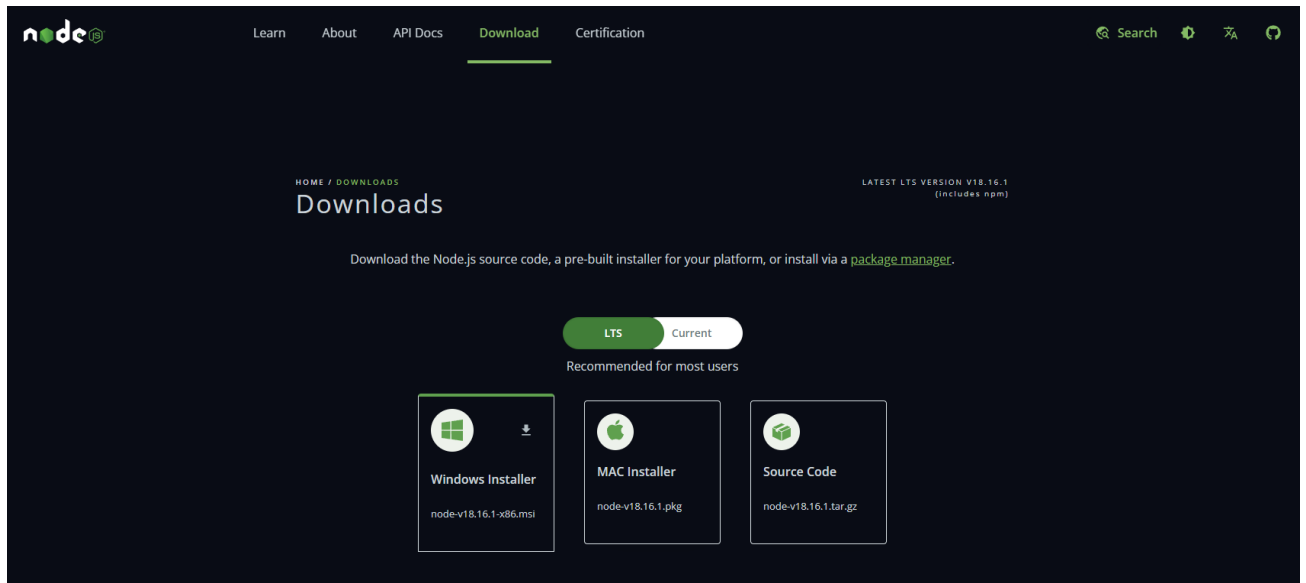 node JS
Learn About API Docs Download Certification Search
HOME / DOWNLOADS
LATEST LTS VERSION V18.16.1
(includes npm)
Downloads
Download the Node.js source code, a pre-built installer for your platform, or install via a package manager.
LTS Current
Recommended for most users
Windows Installer
node-v18.16.1-x86.msi
MAC Installer
node-v18.16.1.pkg
Source Code
node-v18.16.1.tar.gz